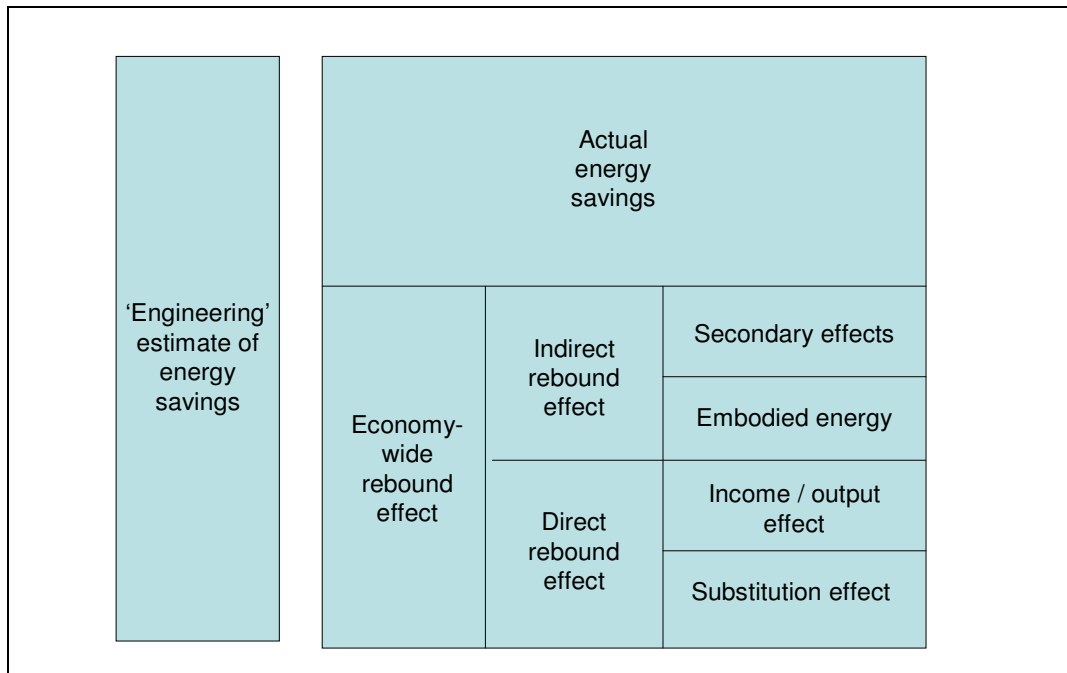 ‘Engineering’
estimate of
energy
savings
Actual
energy
savings
Economy-
wide
rebound
effect
Indirect
rebound
effect
Direct
rebound
effect
Secondary effects
Embodied energy
Income / output
effect
Substitution effect